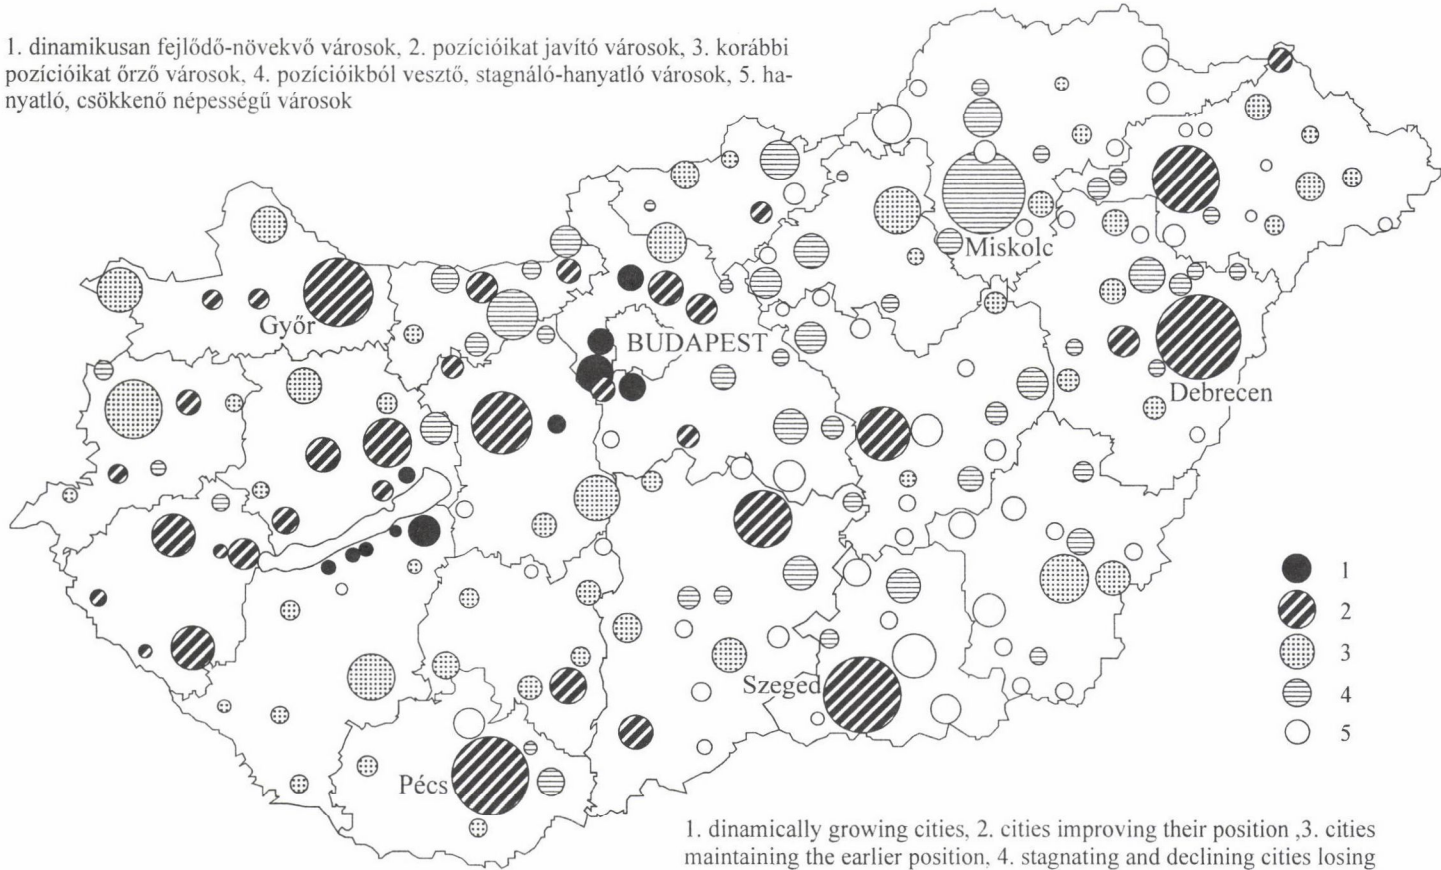 1. dinamikusan fejlődő-növekvő városok, 2. pozícióikat javító városok, 3. korábbi
pozícióikat őrző városok, 4. pozícióikból vesztő, stagnáló-hanyatló városok, 5. ha-
nyatló, csökkenő népességű városok
Miskolc
Győr
BUDAPEST
Debrecen
Szeged
Pécs
1
2
3
4
5
1. dinamically growing cities, 2. cities improving their position ,3. cities
maintaining the earlier position, 4. stagnating and declining cities losing